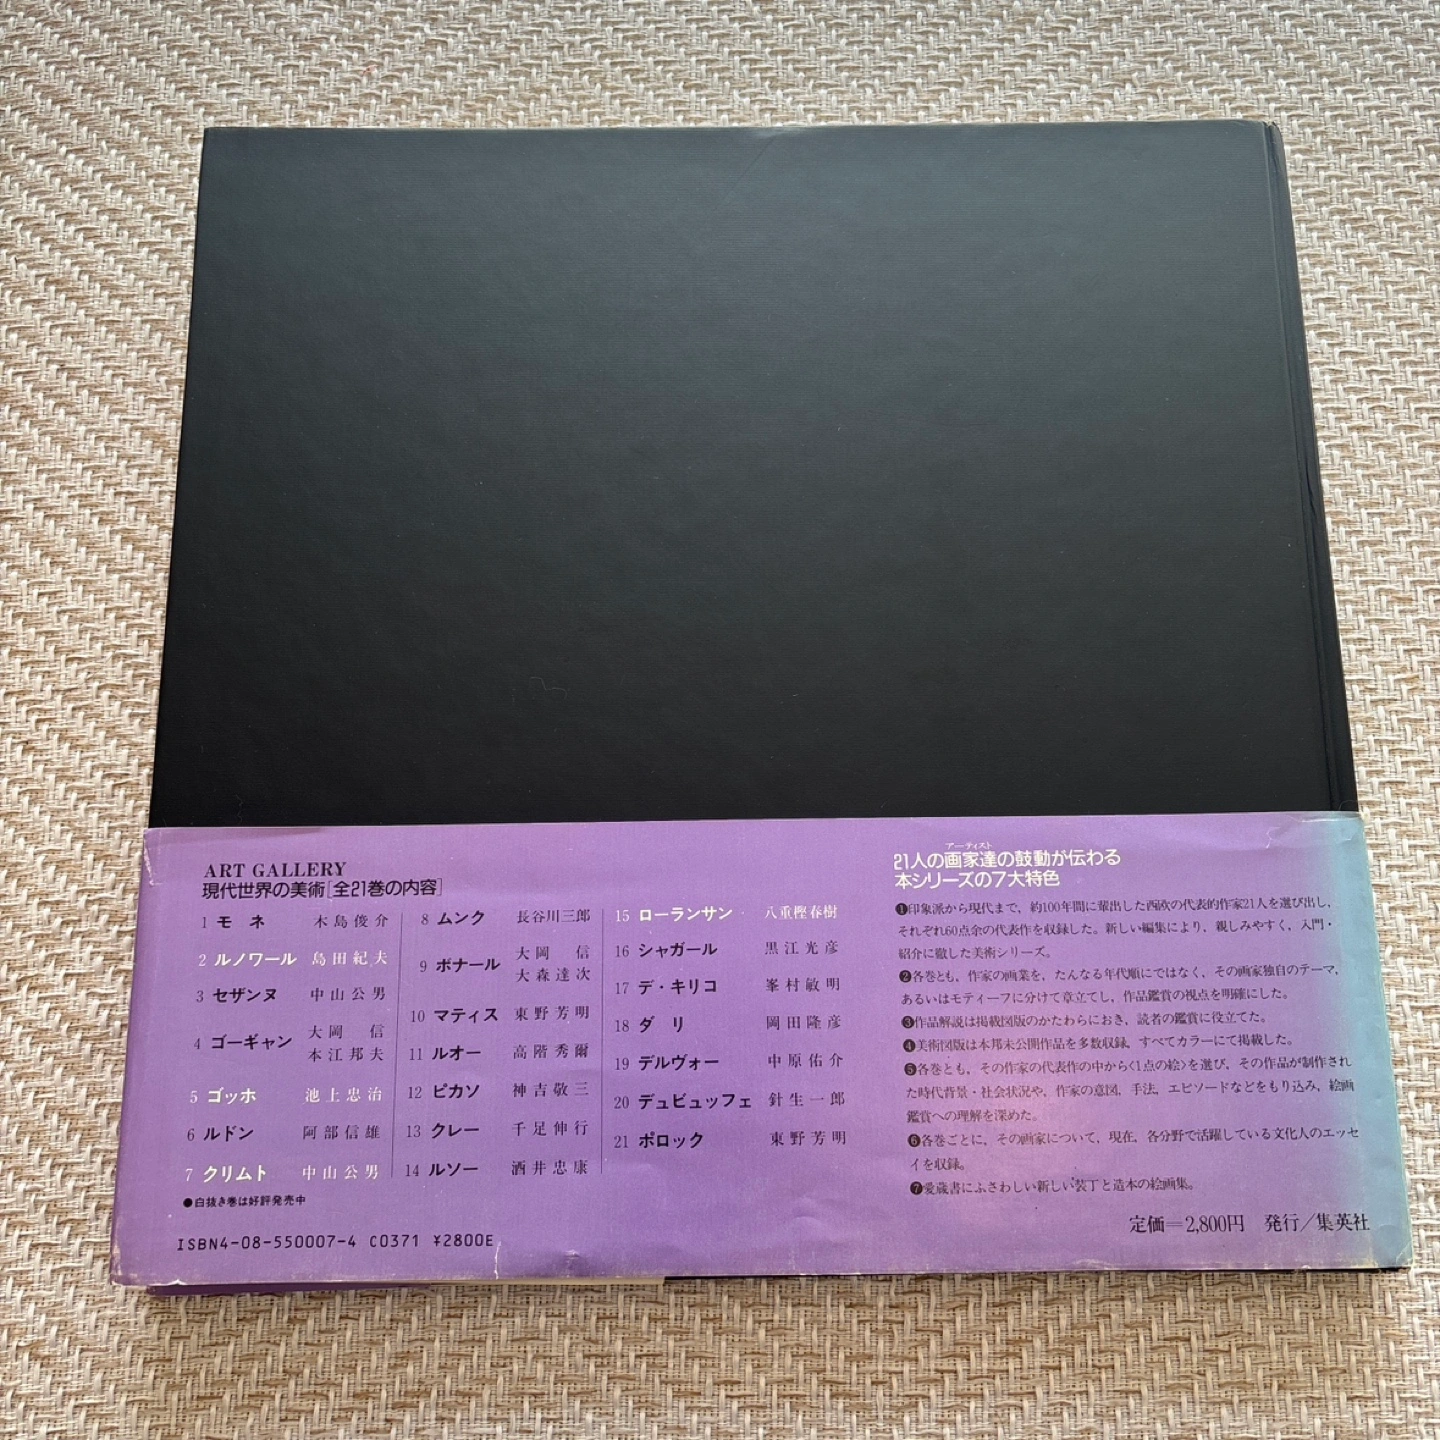 ART GALLERY
現代世界の美術[全21巻の内容]
1 モネ 木島俊介
2 ルノワール 島田紀夫
3 セザンヌ 中山公男
4 ゴーギャン 大岡信
本江邦夫
5 ゴッホ 池上忠治
6 ルドン 阿部信雄
7 クリムト 中山公男
●白抜き巻は好評発売中
8 ムンク 長谷川三郎
9 ボナール 大岡信
大森達次
10 マティス 東野芳明
11 ルオー 高階秀爾
12 ピカソ 神吉敬三
13 クレー 千足伸行
14 ルソー 酒井忠康
15 ローランサン 八重樫春樹
16 シャガール 黒江光彦
17 デ・キリコ 峯村敏明
18 ダリ 岡田隆彦
19 デルヴォー 中原佑介
20 デュビュッフェ 針生一郎
21 ポロック 東野芳明
ISBN4-08-550007-4 C0371 ¥2800E
アーティスト
21人の画家達の鼓動が伝わる
本シリーズの7大特色
❶印象派から現代まで，約100年間に輩出した西欧の代表的作家21人を選び出し，
それぞれ60点余の代表作を収録した。新しい編集により，親しみやすく，入門・
紹介に徹した美術シリーズ。
❷各巻とも，作家の画業を，たんなる年代順にではなく，その画家独自のテーマ，
あるいはモティーフに分けて章立てし，作品鑑賞の視点を明確にした。
❸作品解説は掲載図版のかたわらにおき，読者の鑑賞に役立てた。
❹美術図版は本邦未公開作品を多数収録，すべてカラーにて掲載した。
❺各巻とも，その作家の代表作の中から〈1点の絵〉を選び，その作品が制作され
た時代背景・社会状況や，作家の意図，手法，エピソードなどをもり込み，絵画
鑑賞への理解を深めた。
❻各巻ごとに，その画家について，現在，各分野で活躍している文化人のエッセ
イを収録。
❼愛蔵書にふさわしい新しい装丁と造本の絵画集。
定価＝2,800円 発行／集英社